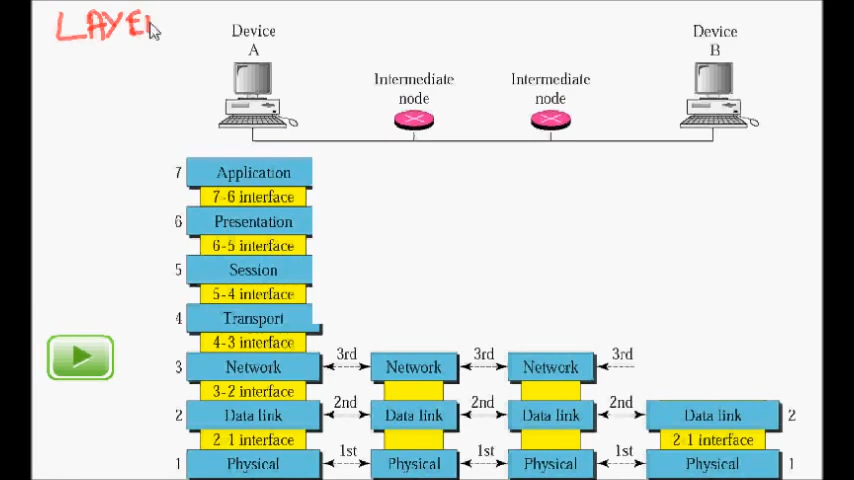 LAYE
Device
A
Device
B
Intermediate
node
Intermediate
node
7 Application
7-6 interface
6 Presentation
6-5 interface
5 Session
5-4 interface
4 Transport
4-3 interface
3 Network 3rd Network 3rd Network 3rd
3-2 interface
2 Data link 2nd Data link 2nd Data link 2nd Data link 2
2-1 interface 2-1 interface
1 Physical 1st Physical 1st Physical 1st Physical 1